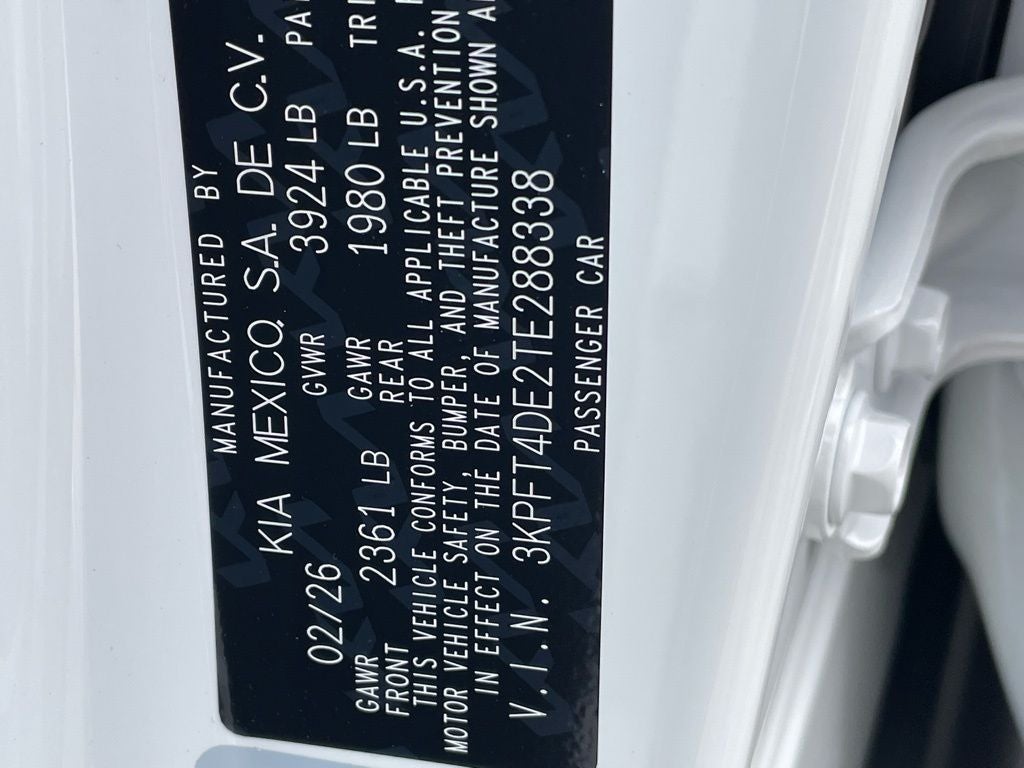 MANUFACTURED BY
KIA MEXICO, S.A. DE C.V.
02/26 GVWR 3924 LB PA
GAWR FRONT 2361 LB GAWR REAR 1980 LB TRI
THIS VEHICLE CONFORMS TO ALL APPLICABLE U.S.A.
MOTOR VEHICLE SAFETY, BUMPER, AND THEFT PREVENTION
IN EFFECT ON THE DATE OF MANUFACTURE SHOWN A
V.I.N. 3KPFT4DE2TE288338
PASSENGER CAR